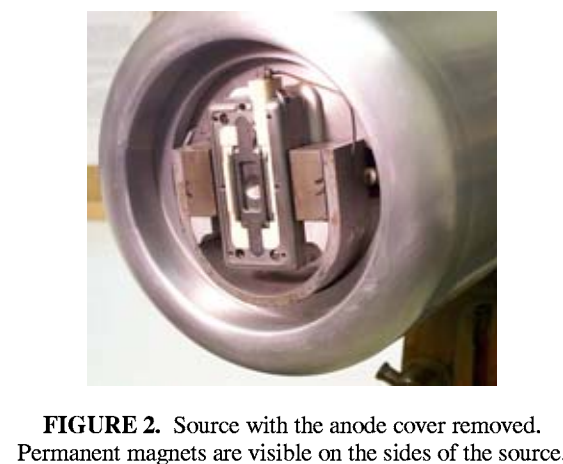 FIGURE 2. Source with the anode cover removed.
Permanent magnets are visible on the sides of the source.